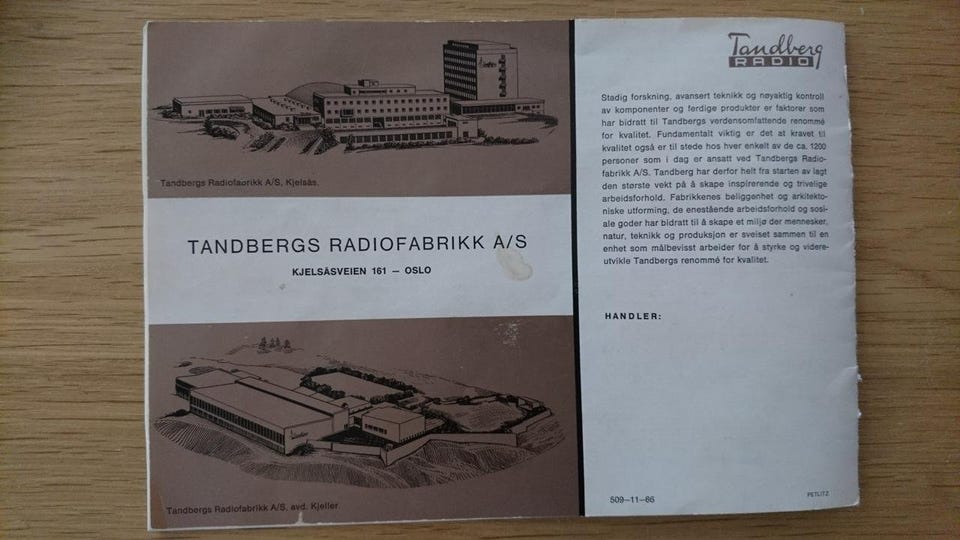 Tandbergs Radiofabrikk A/S, Kjelsås.
TANDBERGS RADIOFABRIKK A/S
KJELSÅSVEIEN 161 — OSLO
Tandbergs Radiofabrikk A/S, avd. Kjeller
Tandberg
RADIO
Stadig forskning, avansert teknikk og nøyaktig kontroll
av komponenter og ferdige produkter er faktorer som
har bidratt til Tandbergs verdensomfattende renommé
for kvalitet. Fundamentalt viktig er det at kravet til
kvalitet også er til stede hos hver enkelt av de ca. 1200
personer som i dag er ansatt ved Tandbergs Radio-
fabrikk A/S. Tandberg har derfor helt fra starten av lagt
den største vekt på å skape inspirerende og trivelige
arbeidsforhold. Fabrikkenes beliggenhet og arkitekto-
niske utforming, de enestående arbeidsforhold og sosi-
ale goder har bidratt til å skape et miljø der mennesker,
natur, teknikk og produksjon er sveiset sammen til en
enhet som målbevisst arbeider for å styrke og videre-
utvikle Tandbergs renommé for kvalitet.
HANDLER:
509—11—66
PETLITZ